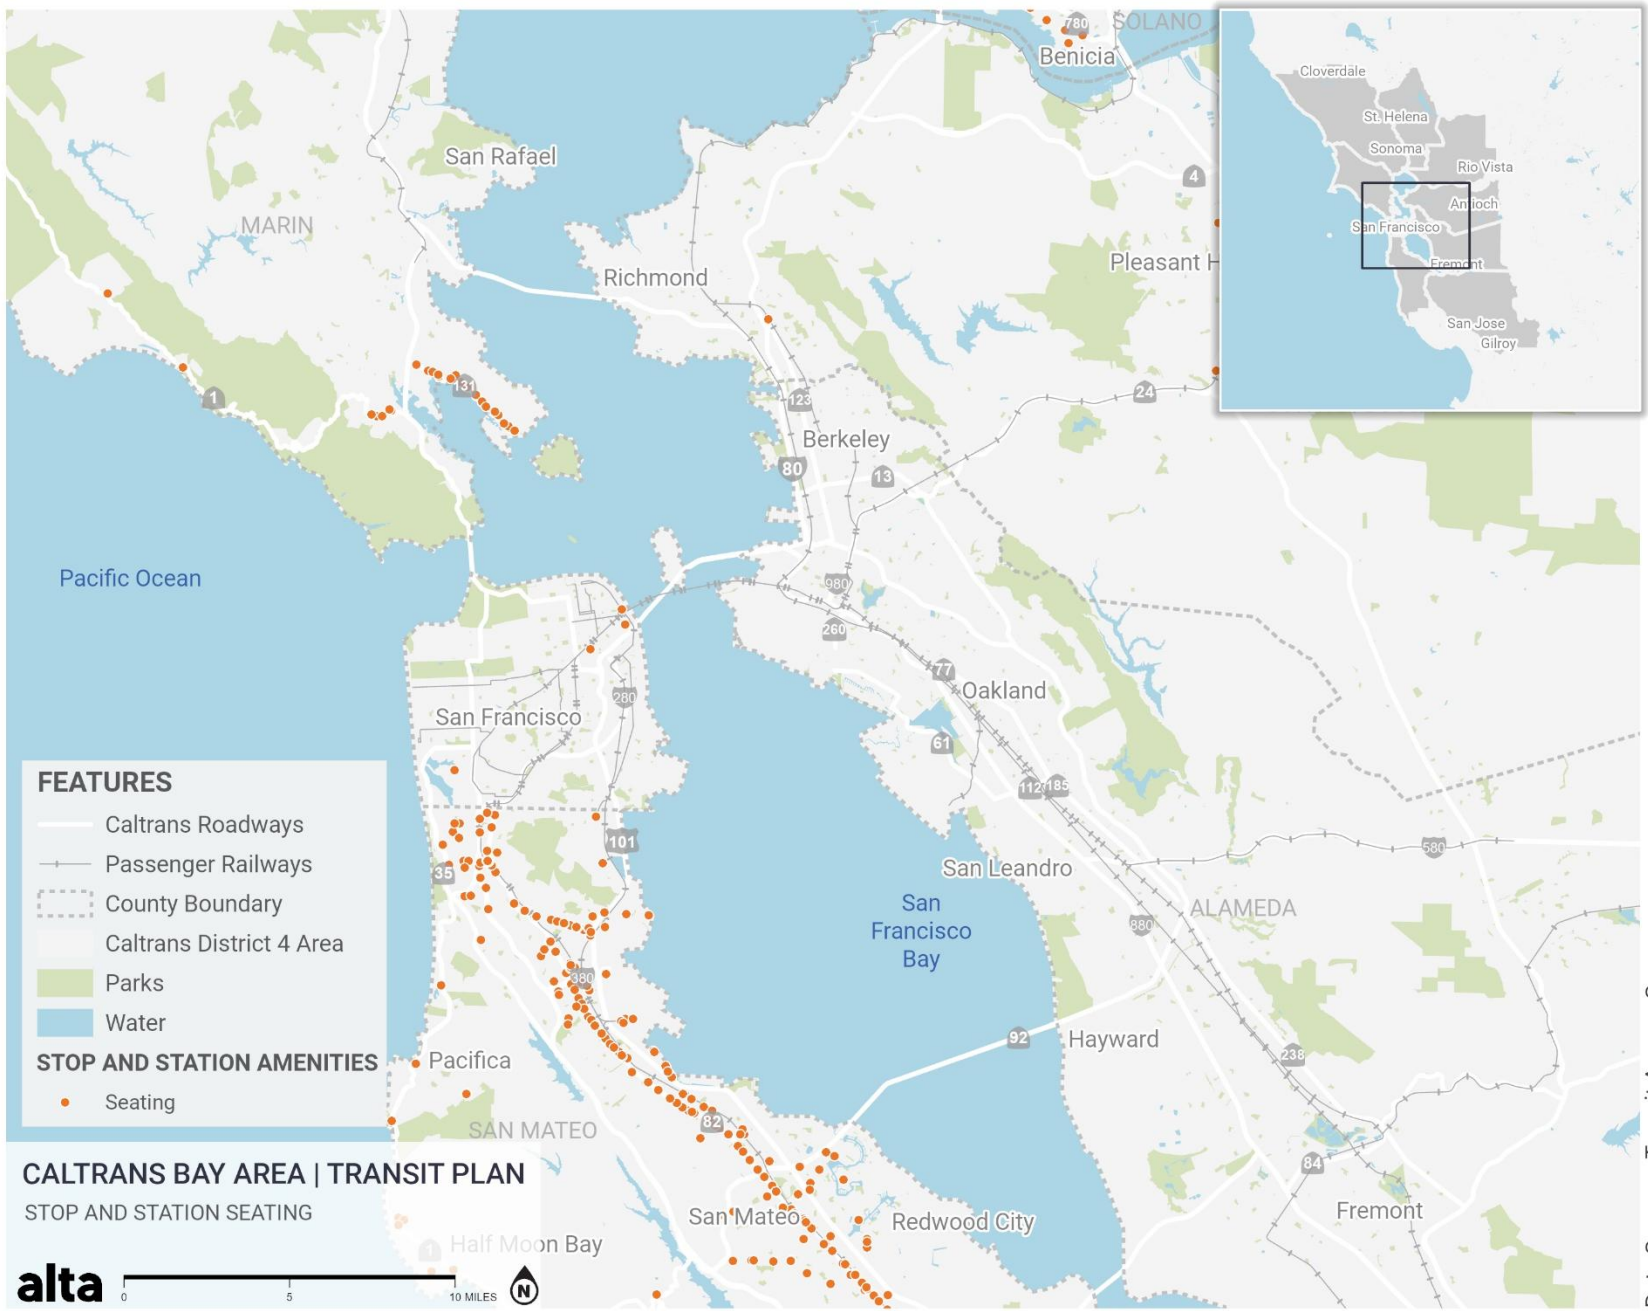 780
SOLANO
Benicia
Cloverdale
St. Helena
Sonoma
Rio Vista
Antioch
San Francisco
Fremont
San Jose
Gilroy
San Rafael
4
MARIN
Pleasant H
Richmond
131
1
123
24
Berkeley
80
13
Pacific Ocean
980
260
77
Oakland
280
San Francisco
61
112
185
FEATURES
Caltrans Roadways
Passenger Railways
County Boundary
Caltrans District 4 Area
Parks
Water
STOP AND STATION AMENITIES
Seating
101
35
580
San Leandro
San
Francisco
Bay
ALAMEDA
880
380
92
Hayward
238
Pacifica
82
SAN MATEO
84
CALTRANS BAY AREA | TRANSIT PLAN
STOP AND STATION SEATING
San Mateo
Redwood City
Fremont
1
Half Moon Bay
alta
0
5
10 MILES
N